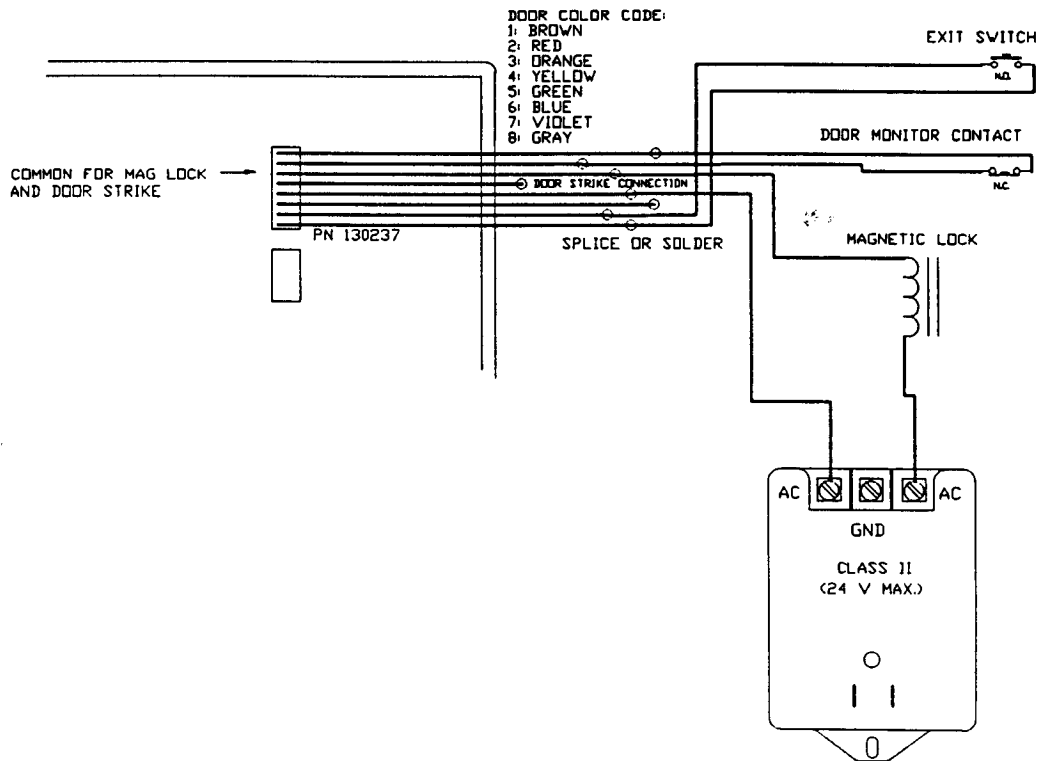 DOOR COLOR CODE:
1: BROWN
2: RED
3: ORANGE
4: YELLOW
5: GREEN
6: BLUE
7: VIOLET
8: GRAY
EXIT SWITCH
N.O.
DOOR MONITOR CONTACT
N.C.
COMMON FOR MAG LOCK
AND DOOR STRIKE
DOOR STRIKE CONNECTION
PN 130237
SPLICE OR SOLDER
MAGNETIC LOCK
AC
AC
GND
CLASS II
(24 V MAX.)